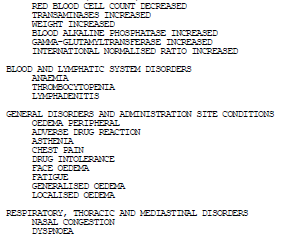 RED BLOOD CELL COUNT DECREASED
TRANSAMINASES INCREASED
WEIGHT INCREASED
BLOOD ALKALINE PHOSPHATASE INCREASED
GAMMA-GLUTAMYLTRANSFERASE INCREASED
INTERNATIONAL NORMALISED RATIO INCREASED
BLOOD AND LYMPHATIC SYSTEM DISORDERS
ANAEMIA
THROMBOCYTOPENIA
LYMPHADENITIS
GENERAL DISORDERS AND ADMINISTRATION SITE CONDITIONS
OEDEMA PERIPHERAL
ADVERSE DRUG REACTION
ASTHENIA
CHEST PAIN
DRUG INTOLERANCE
FACE OEDEMA
FATIGUE
GENERALISED OEDEMA
LOCALISED OEDEMA
RESPIRATORY, THORACIC AND MEDIASTINAL DISORDERS
NASAL CONGESTION
DYSPNOEA